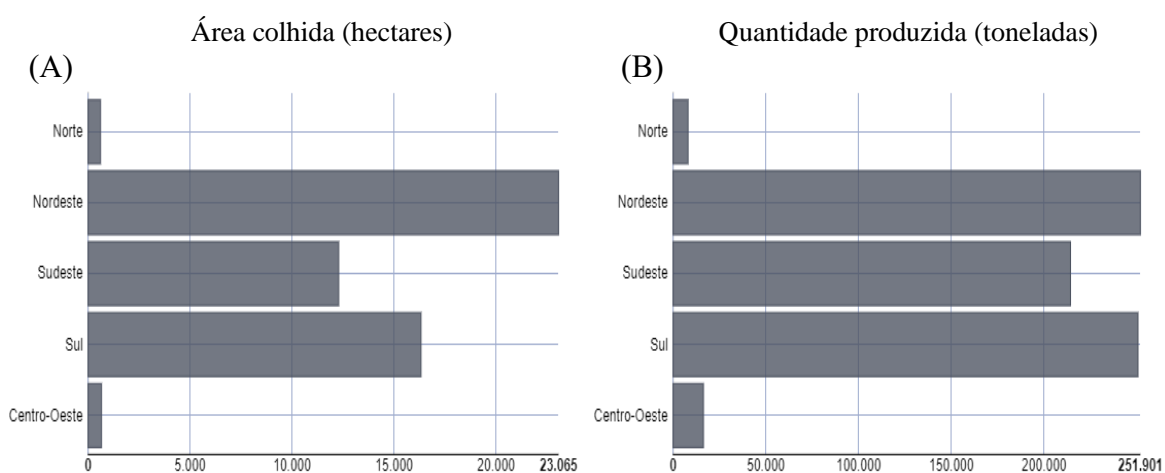 Área colhida (hectares)
(A)
Norte
Nordeste
Sudeste
Sul
Centro-Oeste
0 5.000 10.000 15.000 20.000 23.065
Quantidade produzida (toneladas)
(B)
Norte
Nordeste
Sudeste
Sul
Centro-Oeste
0 50.000 100.000 150.000 200.000 251.901